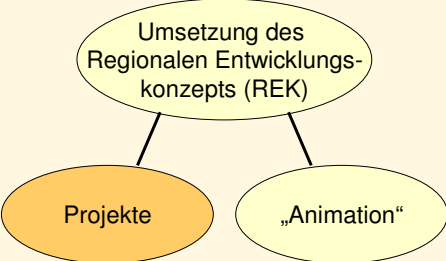 Umsetzung des
Regionalen Entwicklungs-
konzepts (REK)
Projekte
„Animation“